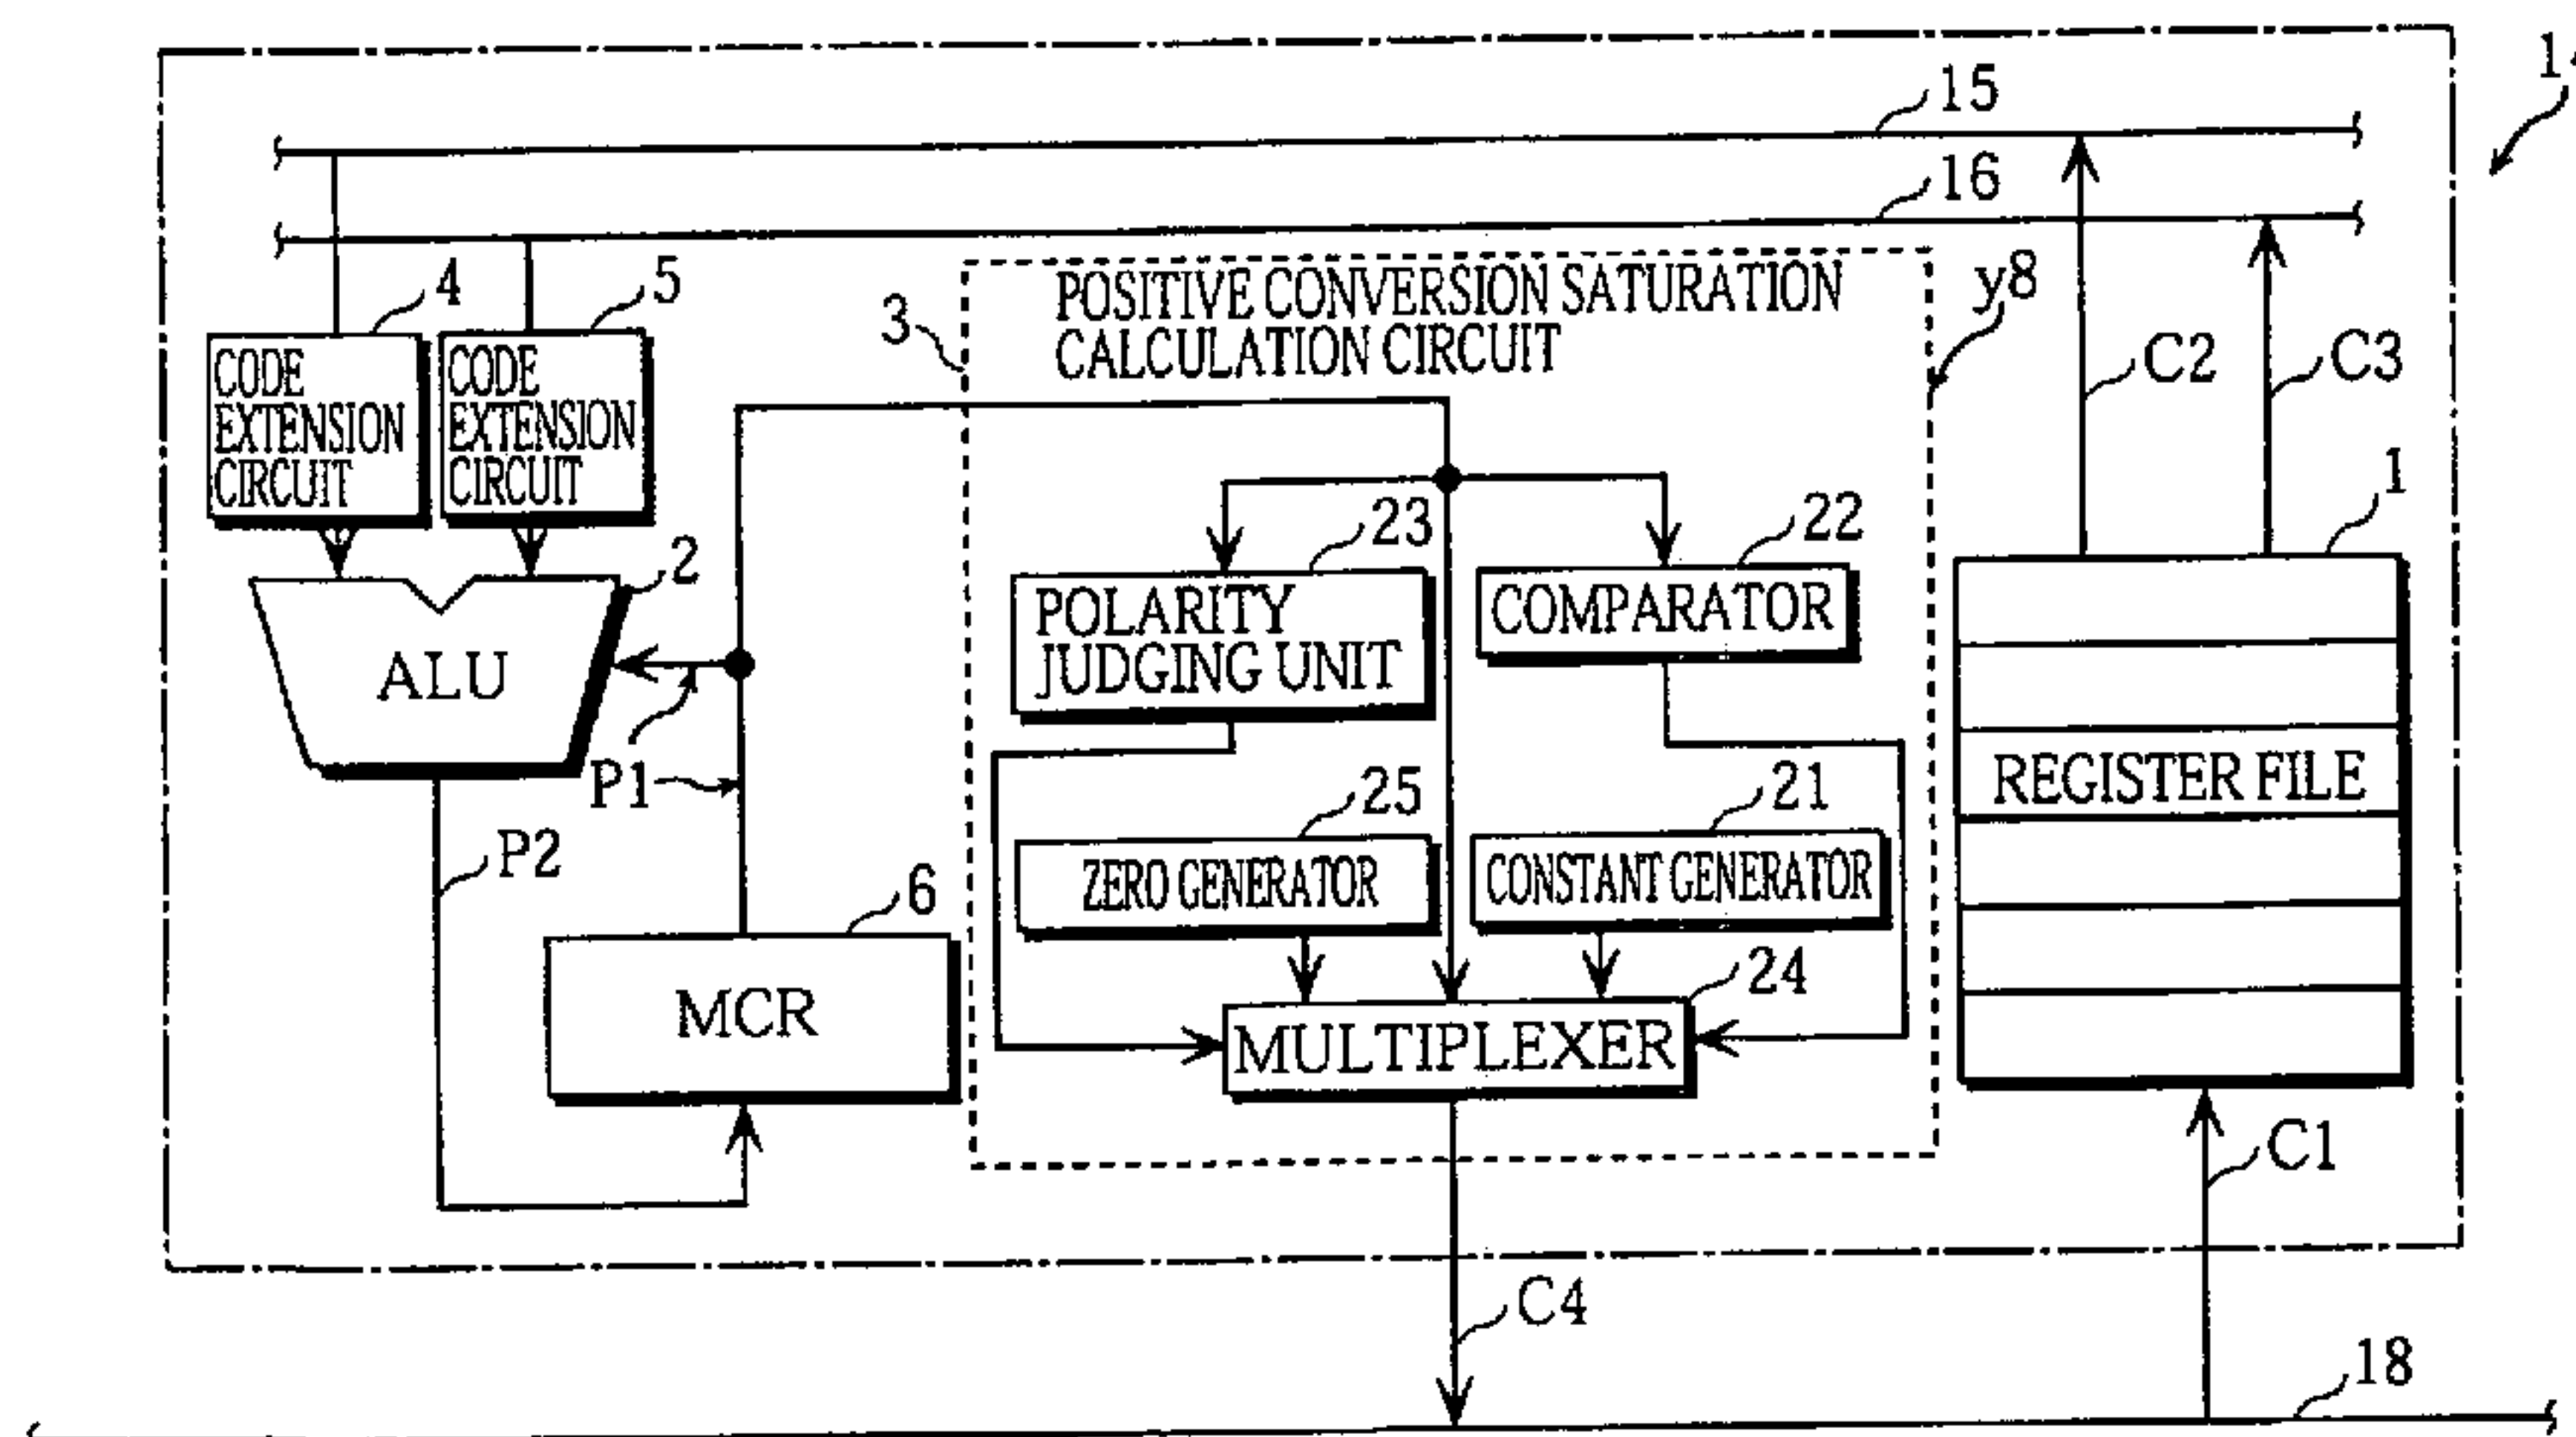 15
16
4
5
3
POSITIVE CONVERSION SATURATION
CALCULATION CIRCUIT
y8
C2
C3
CODE
EXTENSION
CIRCUIT
CODE
EXTENSION
CIRCUIT
2
23
22
1
POLARITY
JUDGING UNIT
COMPARATOR
ALU
P1
REGISTER FILE
25
21
P2
ZERO GENERATOR
CONSTANT GENERATOR
6
24
MCR
MULTIPLEXER
C1
C4
18